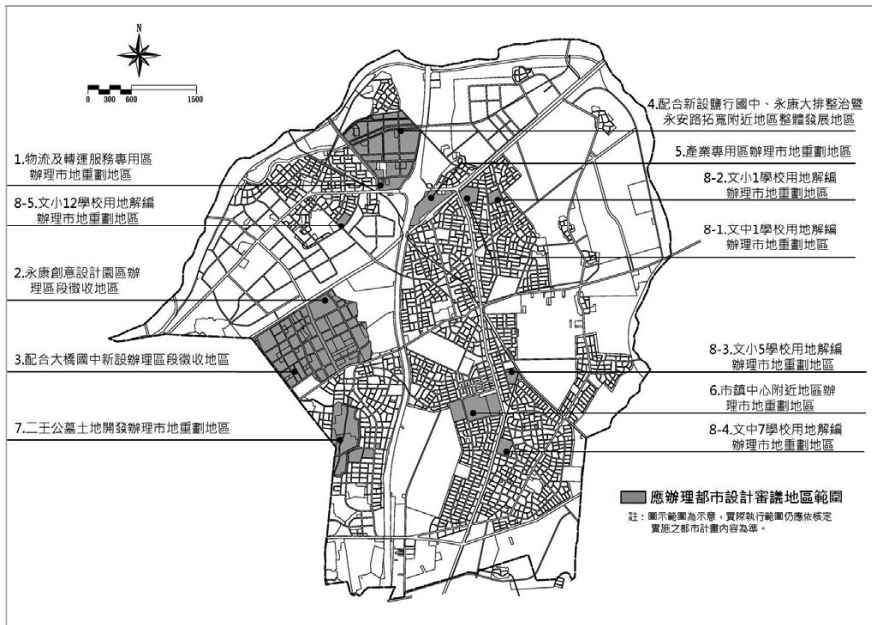 N
0 300 600 1500
1.物流及轉運服務專用區
辦理市地重劃地區
8-5.文小12學校用地解編
辦理市地重劃地區
2.永康創意設計園區辦
理區段徵收地區
3.配合大橋國中新設辦理區段徵收地區
7.二王公墓土地開發辦理市地重劃地區
4.配合新設鹽行國中、永康大排整治暨
永安路拓寬附近地區整體發展地區
5.產業專用區辦理市地重劃地區
8-2.文小1學校用地解編
辦理市地重劃地區
8-1.文中1學校用地解編
辦理市地重劃地區
8-3.文小5學校用地解編
辦理市地重劃地區
6.市鎮中心附近地區辦
理市地重劃地區
8-4.文中7學校用地解編
辦理市地重劃地區
應辦理都市設計審議地區範圍
註：圖示範圍為示意，實際執行範圍仍應依核定
實施之都市計畫內容為準。